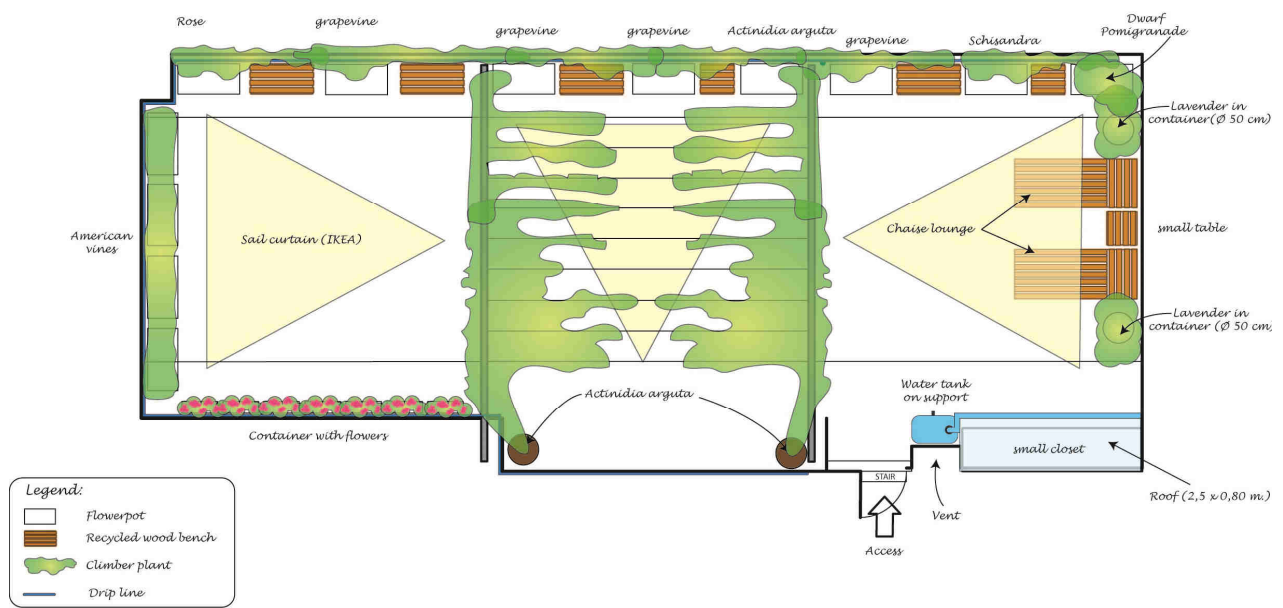 Rose
grapevine
grapevine
grapevine
Actinidia arguta
grapevine
Schisandra
Dwarf
Pomigranade
Lavender in
container (Ø 50 cm)
American
vines
Sail curtain (IKEA)
Chaise lounge
small table
Lavender in
container (Ø 50 cm)
Actinidia arguta
Water tank
on support
Container with flowers
small closet
STAIR
Roof (2,5 x 0,80 m.)
Vent
Access
Legend:
Flowerpot
Recycled wood bench
Climber plant
Drip line